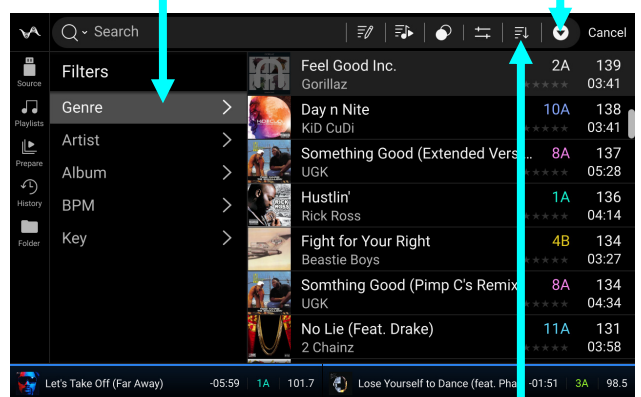 Search
Cancel
Source
Playlists
Prepare
History
Folder
Filters
Genre
Artist
Album
BPM
Key
Feel Good Inc. 2A 139
Gorillaz 03:41
Day n Nite 10A 138
KiD CuDi 03:41
Something Good (Extended Vers... 8A 137
UGK 05:28
Hustlin' 1A 136
Rick Ross 04:14
Fight for Your Right 4B 134
Beastie Boys 03:27
Somthing Good (Pimp C's Remix 8A 134
UGK 04:34
No Lie (Feat. Drake) 11A 131
2 Chainz 03:58
Let's Take Off (Far Away) -05:59 1A 101.7
Lose Yourself to Dance (feat. Pha -01:51 3A 98.5